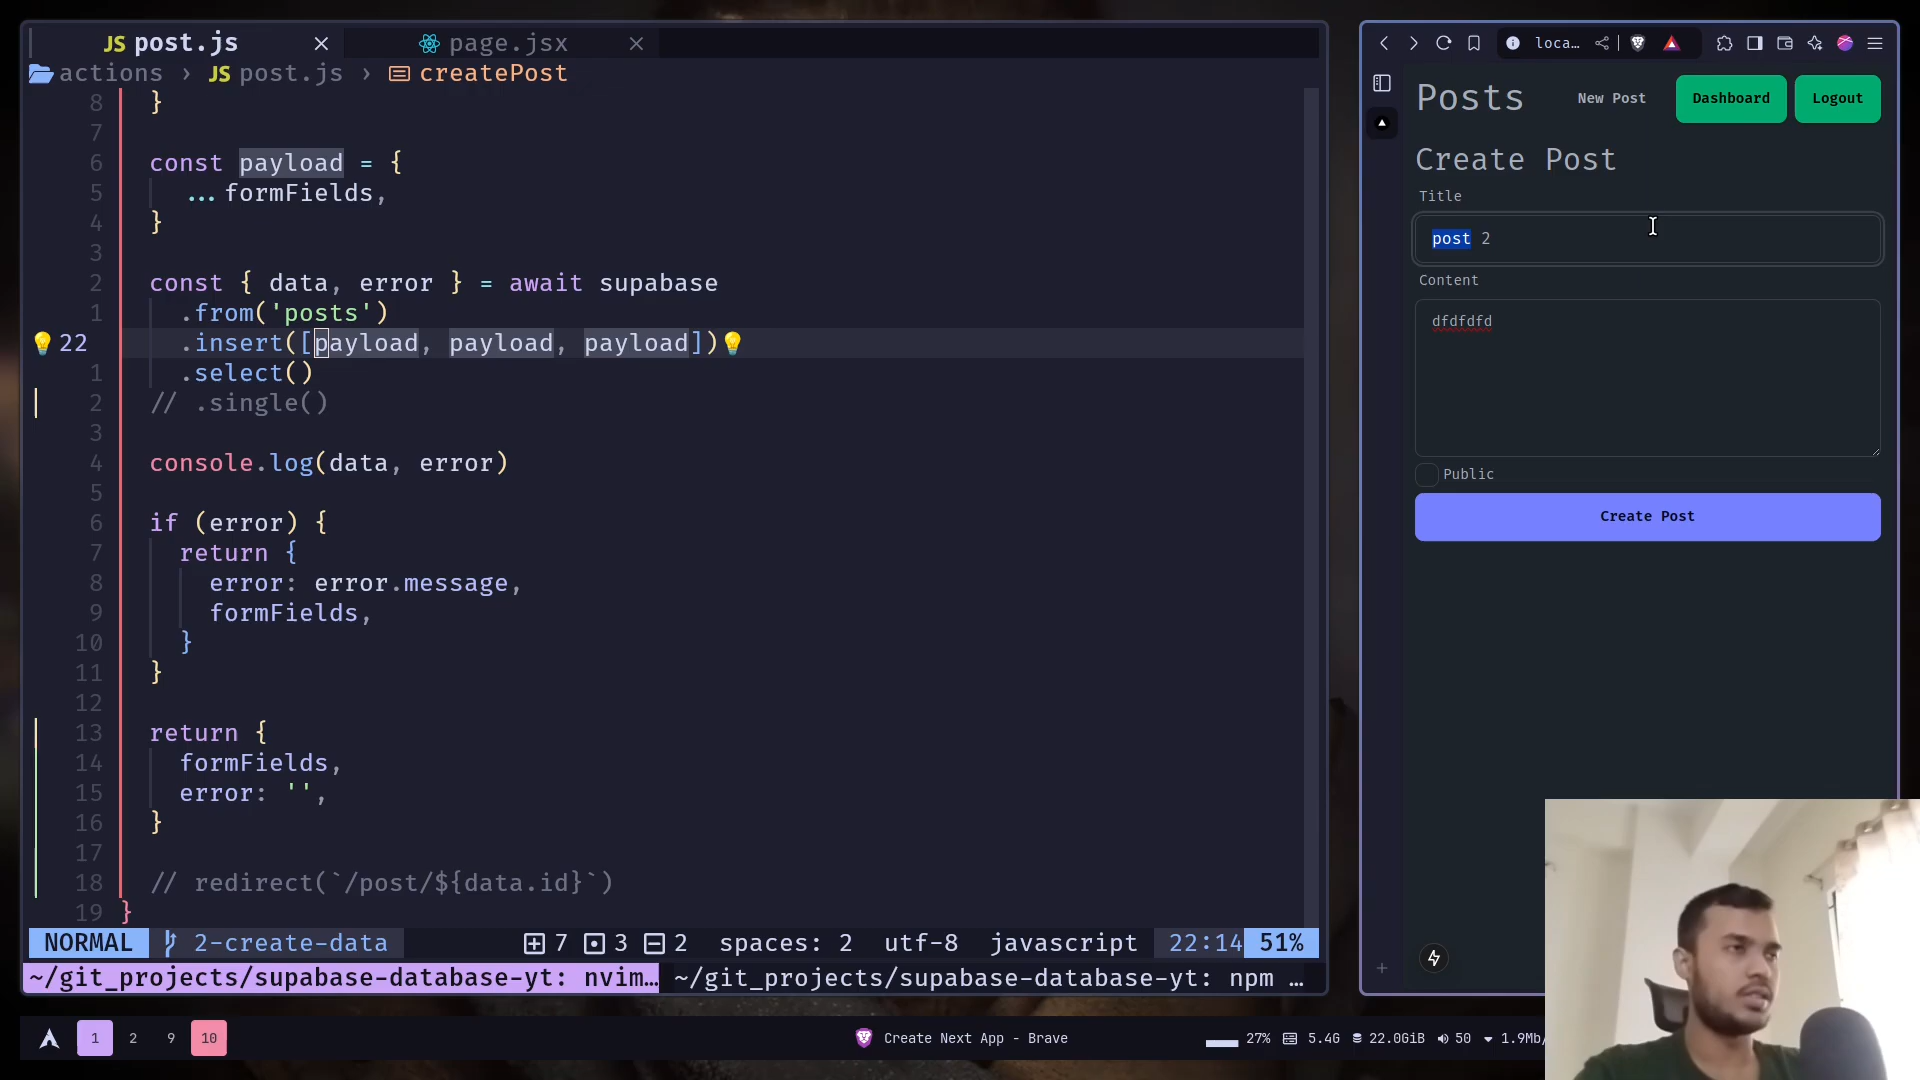 JS post.js × page.jsx ×
actions › JS post.js › createPost
8 }
7
6 const payload = {
5 ...formFields,
4 }
3
2 const { data, error } = await supabase
1 .from('posts')
22 .insert([payload, payload, payload])
1 .select()
2 // .single()
3
4 console.log(data, error)
5
6 if (error) {
7 return {
8 error: error.message,
9 formFields,
10 }
11 }
12
13 return {
14 formFields,
15 error: '',
16 }
17
18 // redirect(`/post/${data.id}`)
19 }
NORMAL 2-create-data 7 3 2 spaces: 2 utf-8 javascript 22:14 51%
~/git_projects/supabase-database-yt: nvim… ~/git_projects/supabase-database-yt: npm …
loca…
Posts New Post Dashboard Logout
Create Post
Title
post 2
Content
dfdfdfd
Public
Create Post
1 2 9 10 Create Next App - Brave 27% 5.4G 22.0GiB 50 1.9Mb/